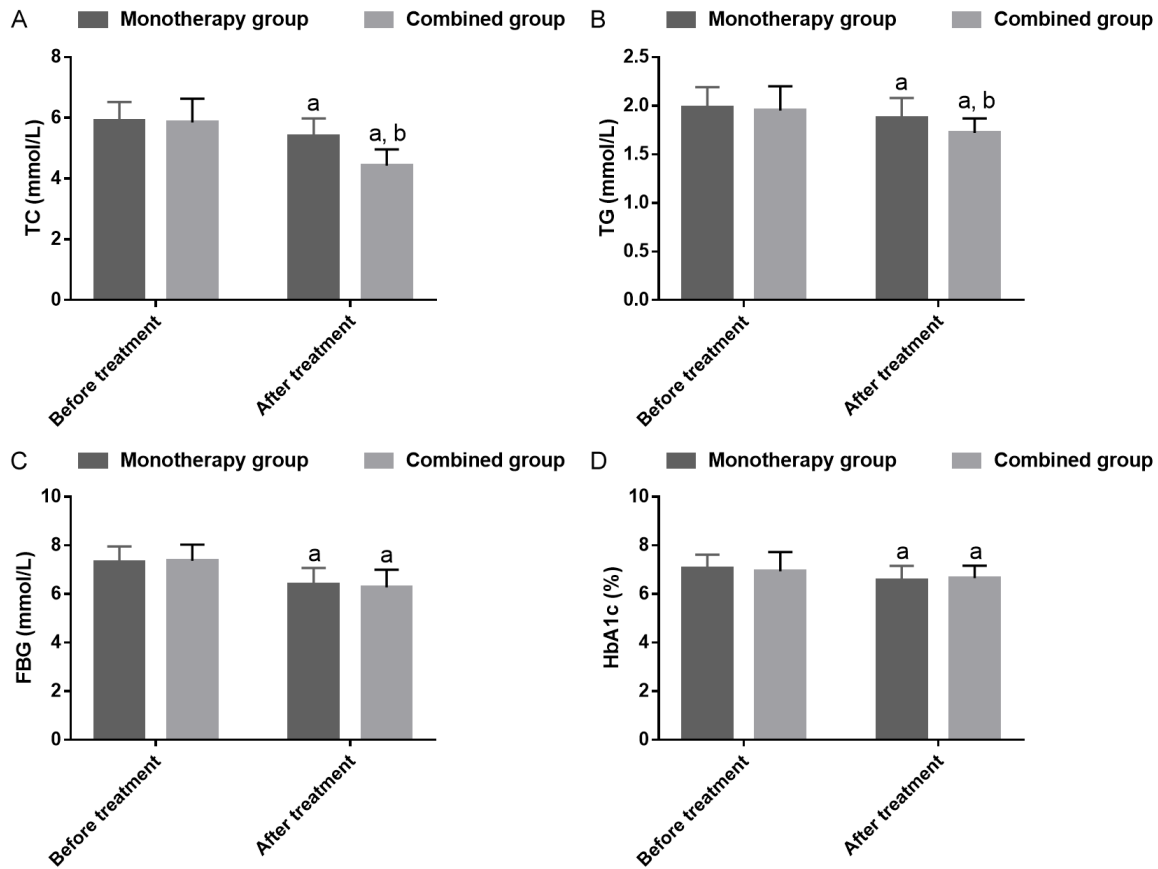 A
Monotherapy group
Combined group
TC (mmol/L)
8
6
4
2
0
a
a, b
Before treatment
After treatment
B
Monotherapy group
Combined group
TG (mmol/L)
2.5
2.0
1.5
1.0
0.5
0.0
a
a, b
Before treatment
After treatment
C
Monotherapy group
Combined group
FBG (mmol/L)
10
8
6
4
2
0
a
a
Before treatment
After treatment
D
Monotherapy group
Combined group
HbA1c (%)
10
8
6
4
2
0
a
a
Before treatment
After treatment